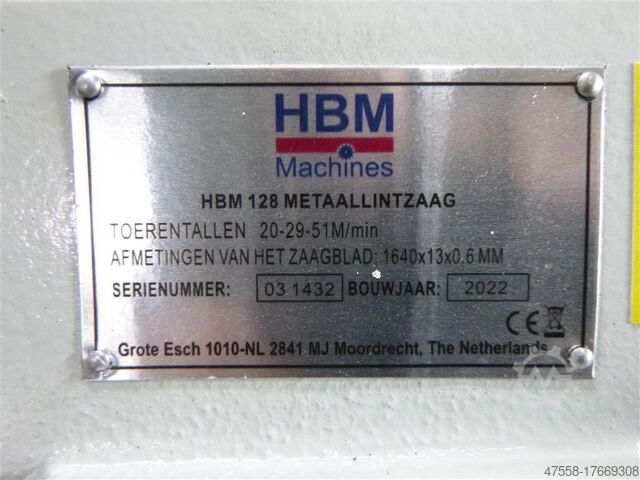 HBM
Machines
HBM 128 METAALLINTZAAG
TOERENTALLEN 20-29-51M/min
AFMETINGEN VAN HET ZAAGBLAD: 1640x13x0.6 MM
SERIENUMMER: 03 1432 BOUWJAAR: 2022
CE
Grote Esch 1010-NL 2841 MJ Moordrecht, The Netherlands
47558-17669308